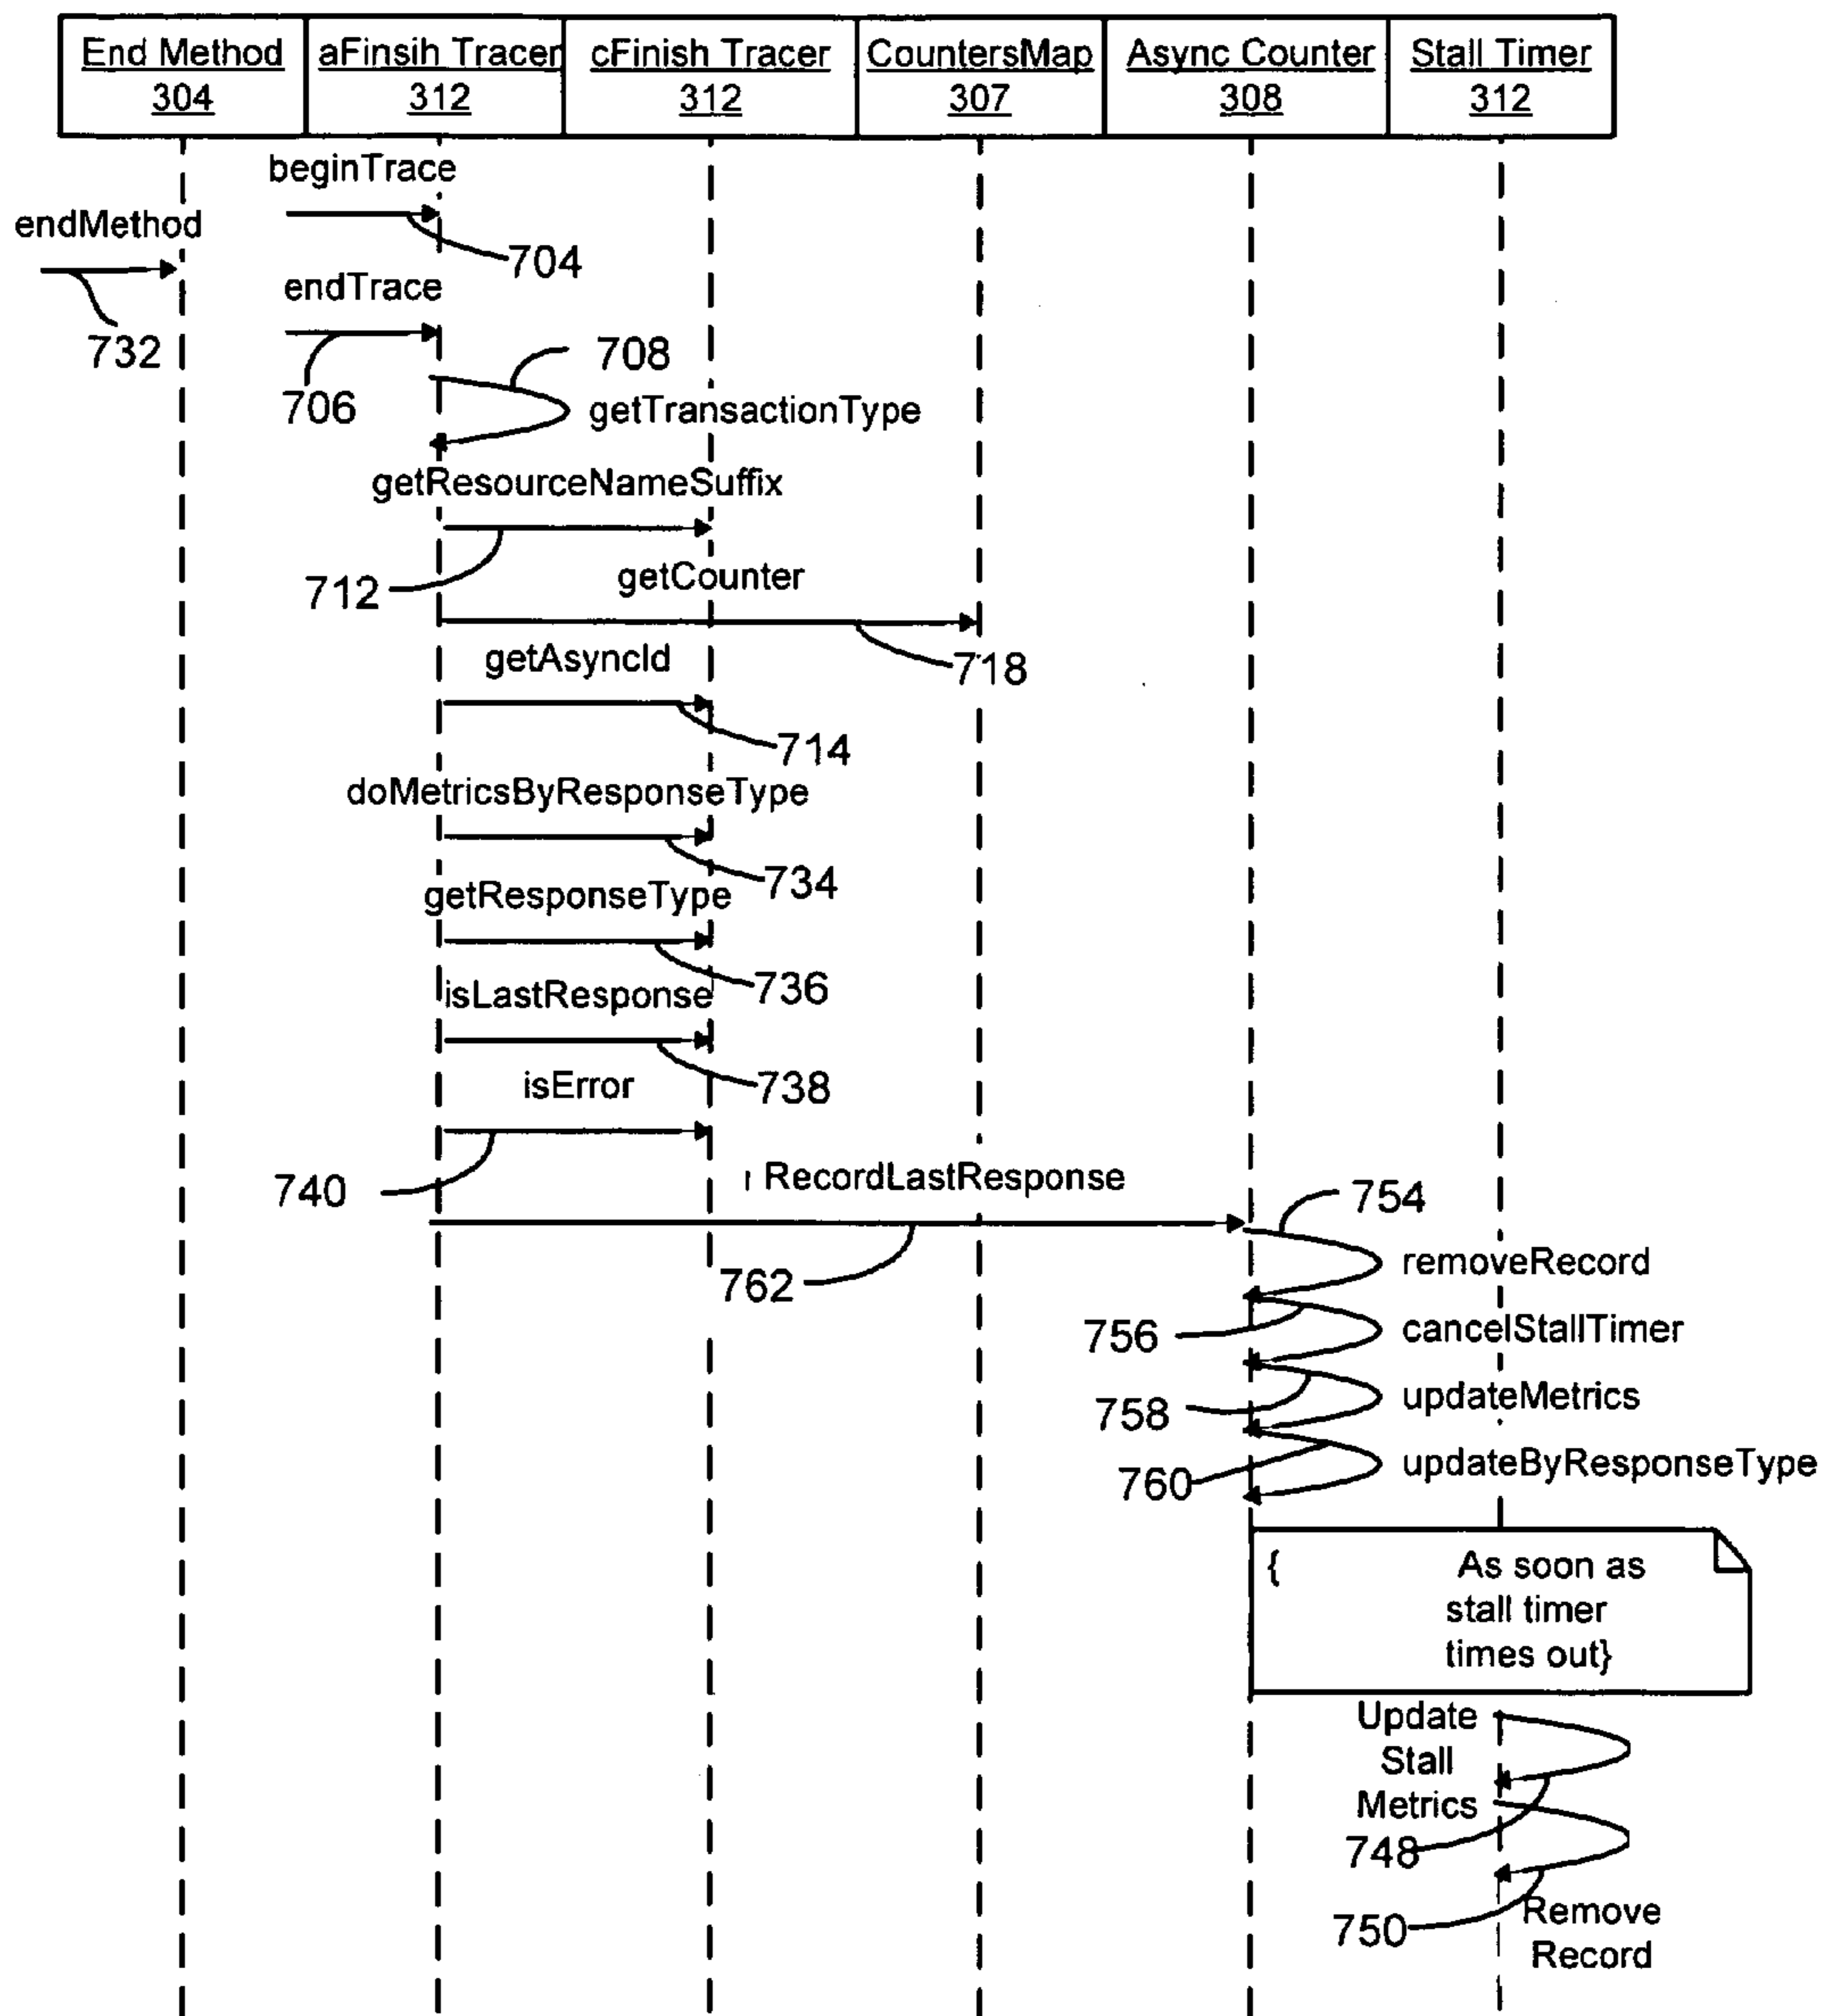 End Method
304
aFinsih Tracer
312
cFinish Tracer
312
CountersMap
307
Async Counter
308
Stall Timer
312
beginTrace
704
endMethod
732
endTrace
706
708
getTransactionType
getResourceNameSuffix
712
getCounter
718
getAsyncId
714
doMetricsByResponseType
734
getResponseType
736
isLastResponse
738
isError
740
RecordLastResponse
762
754
removeRecord
756
cancelStallTimer
758
updateMetrics
760
updateByResponseType
{ As soon as
stall timer
times out}
Update
Stall
Metrics
748
750
Remove
Record